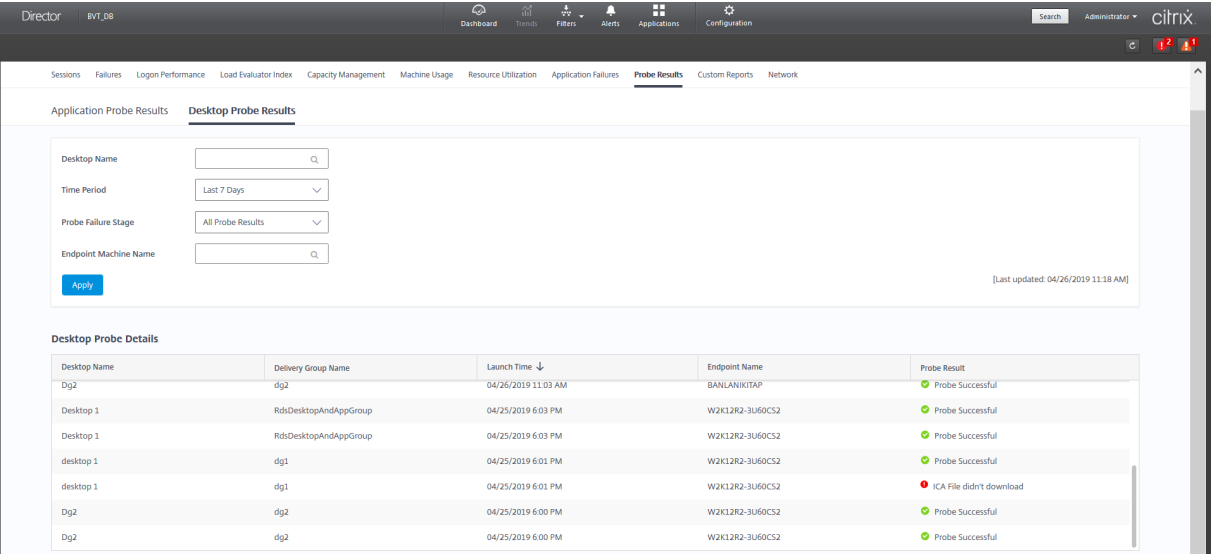 Director BVT_DB Dashboard Trends Filters Alerts Applications Configuration Search Administrator citrix
2 1
Sessions Failures Logon Performance Load Evaluator Index Capacity Management Machine Usage Resource Utilization Application Failures Probe Results Custom Reports Network
Application Probe Results Desktop Probe Results
Desktop Name
Time Period Last 7 Days
Probe Failure Stage All Probe Results
Endpoint Machine Name
Apply [Last updated: 04/26/2019 11:18 AM]
Desktop Probe Details
Desktop Name Delivery Group Name Launch Time Endpoint Name Probe Result
Dg2 dg2 04/26/2019 11:03 AM BANLANIKITAP Probe Successful
Desktop 1 RdsDesktopAndAppGroup 04/25/2019 6:03 PM W2K12R2-3U60CS2 Probe Successful
Desktop 1 RdsDesktopAndAppGroup 04/25/2019 6:03 PM W2K12R2-3U60CS2 Probe Successful
desktop 1 dg1 04/25/2019 6:01 PM W2K12R2-3U60CS2 Probe Successful
desktop 1 dg1 04/25/2019 6:01 PM W2K12R2-3U60CS2 ICA File didn't download
Dg2 dg2 04/25/2019 6:00 PM W2K12R2-3U60CS2 Probe Successful
Dg2 dg2 04/25/2019 6:00 PM W2K12R2-3U60CS2 Probe Successful